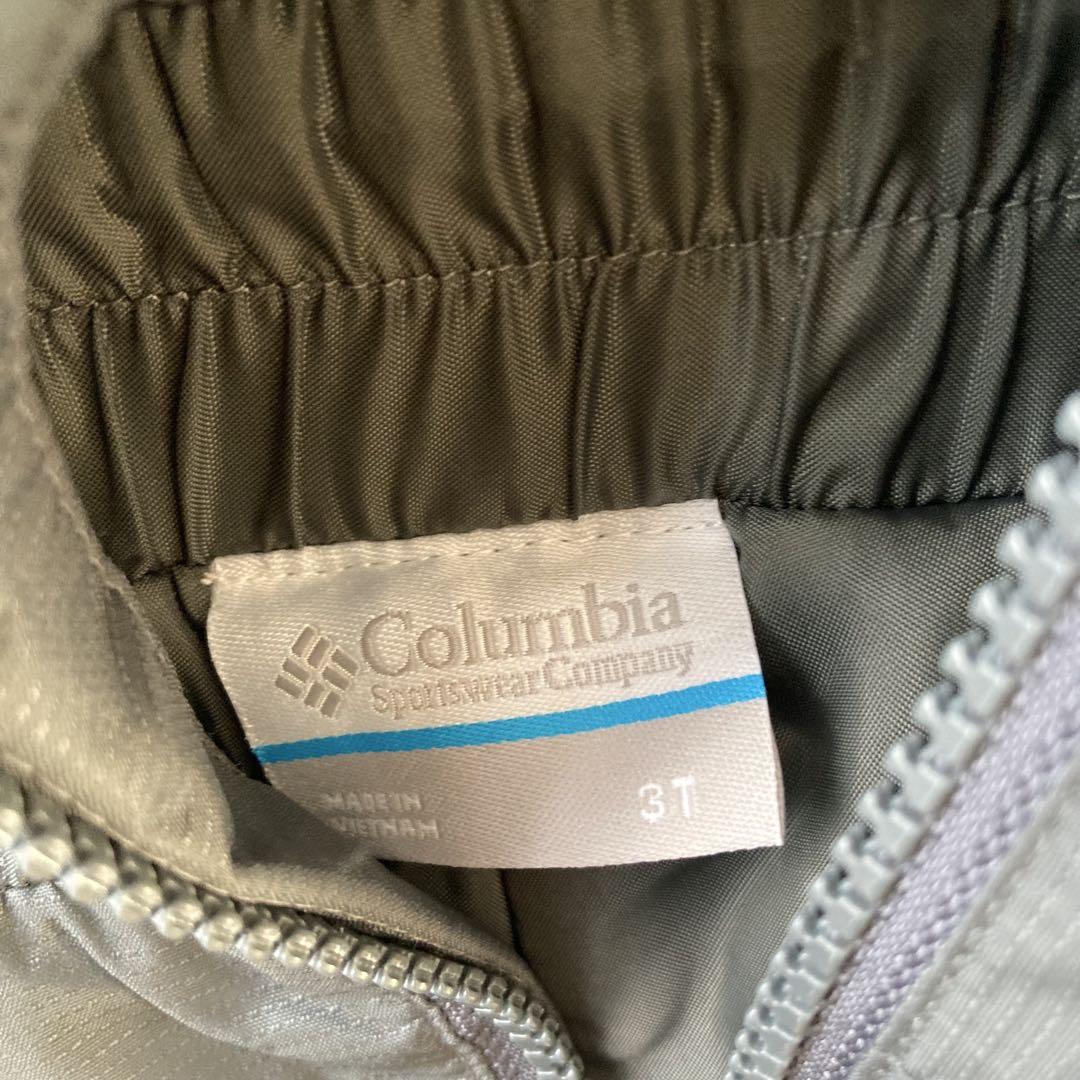 Columbia
Sportswear Company
MADE IN
VIETNAM
3T